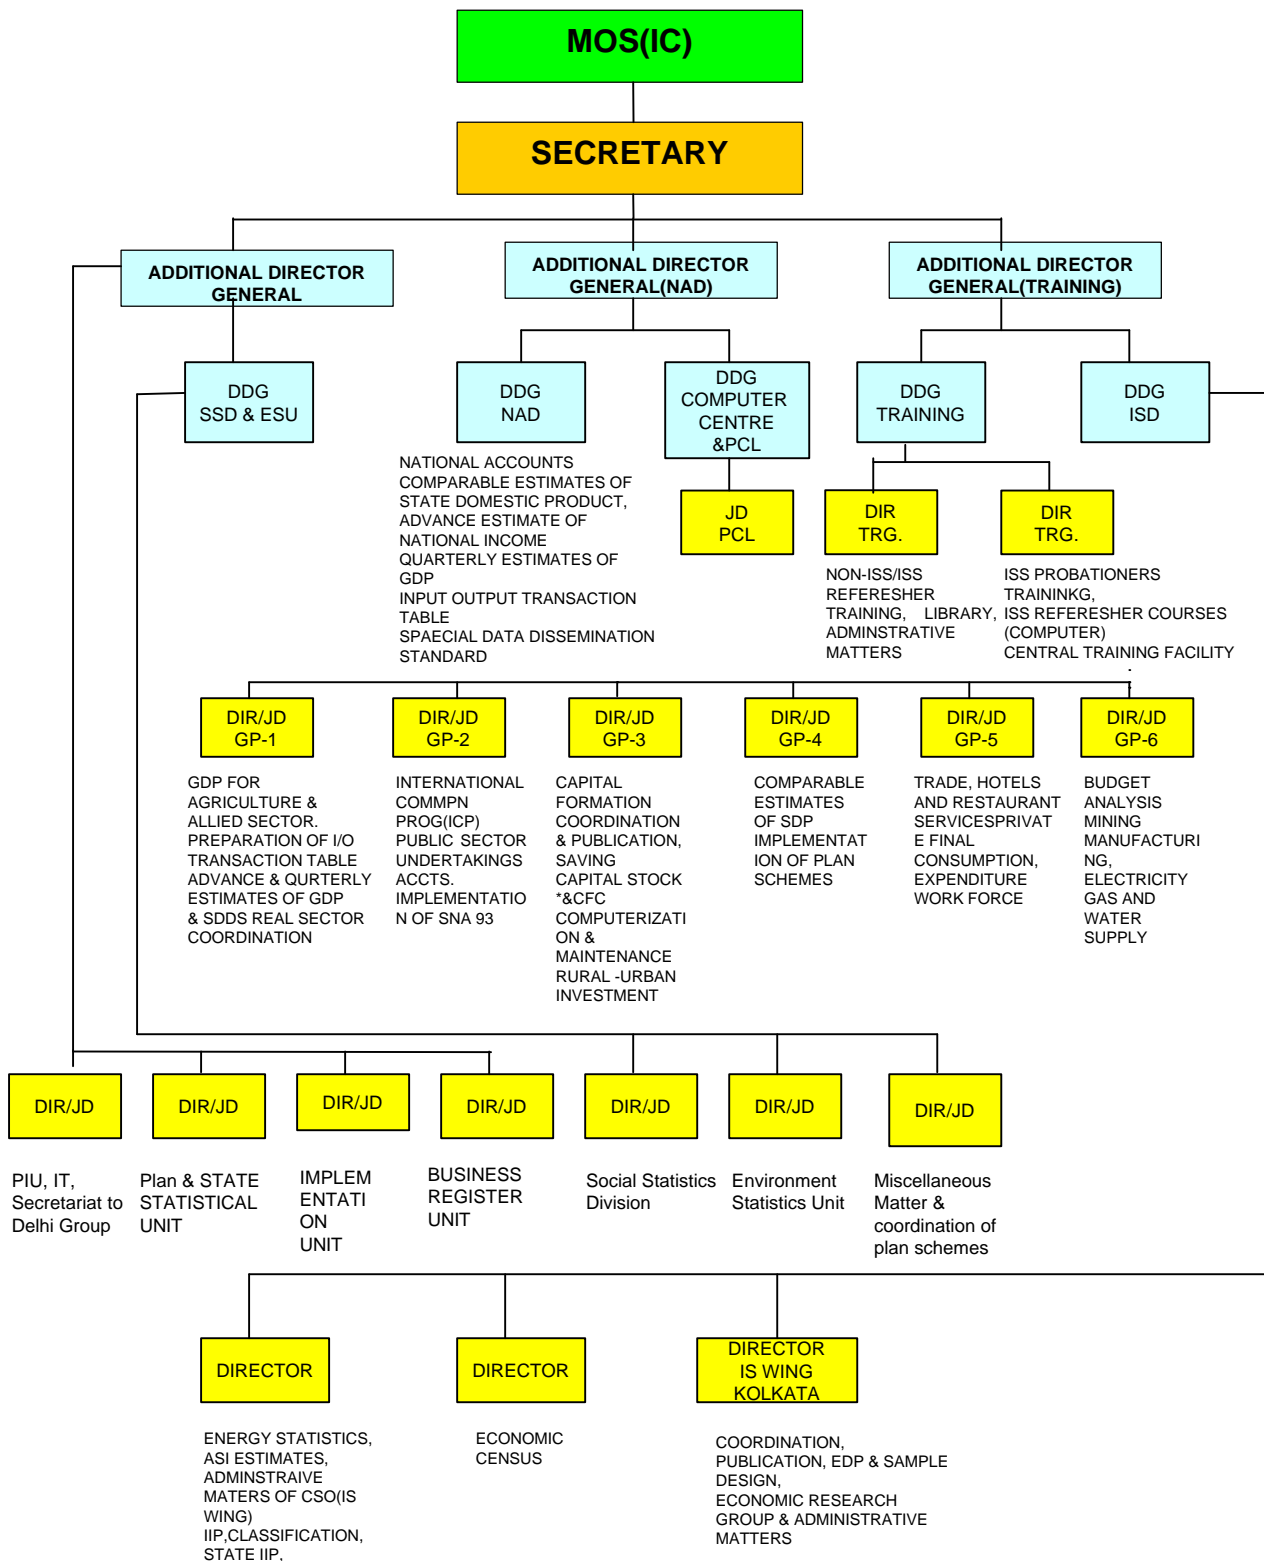 MOS(IC)
SECRETARY
ADDITIONAL DIRECTOR
GENERAL
ADDITIONAL DIRECTOR
GENERAL(NAD)
ADDITIONAL DIRECTOR
GENERAL(TRAINING)
DDG
SSD & ESU
DDG
NAD
DDG
COMPUTER
CENTRE
&PCL
DDG
TRAINING
DDG
ISD
NATIONAL ACCOUNTS
COMPARABLE ESTIMATES OF
STATE DOMESTIC PRODUCT,
ADVANCE ESTIMATE OF
NATIONAL INCOME
QUARTERLY ESTIMATES OF
GDP
INPUT OUTPUT TRANSACTION
TABLE
SPAECIAL DATA DISSEMINATION
STANDARD
JD
PCL
DIR
TRG.
DIR
TRG.
NON-ISS/ISS
REFERESHER
TRAINING, LIBRARY,
ADMINSTRATIVE
MATTERS
ISS PROBATIONERS
TRAININKG,
ISS REFERESHER COURSES
(COMPUTER)
CENTRAL TRAINING FACILITY
.
DIR/JD
GP-1
DIR/JD
GP-2
DIR/JD
GP-3
DIR/JD
GP-4
DIR/JD
GP-5
DIR/JD
GP-6
GDP FOR
AGRICULTURE &
ALLIED SECTOR.
PREPARATION OF I/O
TRANSACTION TABLE
ADVANCE & QURTERLY
ESTIMATES OF GDP
& SDDS REAL SECTOR
COORDINATION
INTERNATIONAL
COMMPN
PROG(ICP)
PUBLIC SECTOR
UNDERTAKINGS
ACCTS.
IMPLEMENTATIO
N OF SNA 93
CAPITAL
FORMATION
COORDINATION
& PUBLICATION,
SAVING
CAPITAL STOCK
*&CFC
COMPUTERIZATI
ON &
MAINTENANCE
RURAL -URBAN
INVESTMENT
COMPARABLE
ESTIMATES
OF SDP
IMPLEMENTAT
ION OF PLAN
SCHEMES
TRADE, HOTELS
AND RESTAURANT
SERVICESPRIVAT
E FINAL
CONSUMPTION,
EXPENDITURE
WORK FORCE
BUDGET
ANALYSIS
MINING
MANUFACTURI
NG,
ELECTRICITY
GAS AND
WATER
SUPPLY
DIR/JD
DIR/JD
DIR/JD
DIR/JD
DIR/JD
DIR/JD
DIR/JD
PIU, IT,
Secretariat to
Delhi Group
Plan & STATE
STATISTICAL
UNIT
IMPLEM
ENTATI
ON
UNIT
BUSINESS
REGISTER
UNIT
Social Statistics
Division
Environment
Statistics Unit
Miscellaneous
Matter &
coordination of
plan schemes
DIRECTOR
DIRECTOR
DIRECTOR
IS WING
KOLKATA
ENERGY STATISTICS,
ASI ESTIMATES,
ADMINSTRAIVE
MATERS OF CSO(IS
WING)
IIP,CLASSIFICATION,
STATE IIP,
ECONOMIC
CENSUS
COORDINATION,
PUBLICATION, EDP & SAMPLE
DESIGN,
ECONOMIC RESEARCH
GROUP & ADMINISTRATIVE
MATTERS